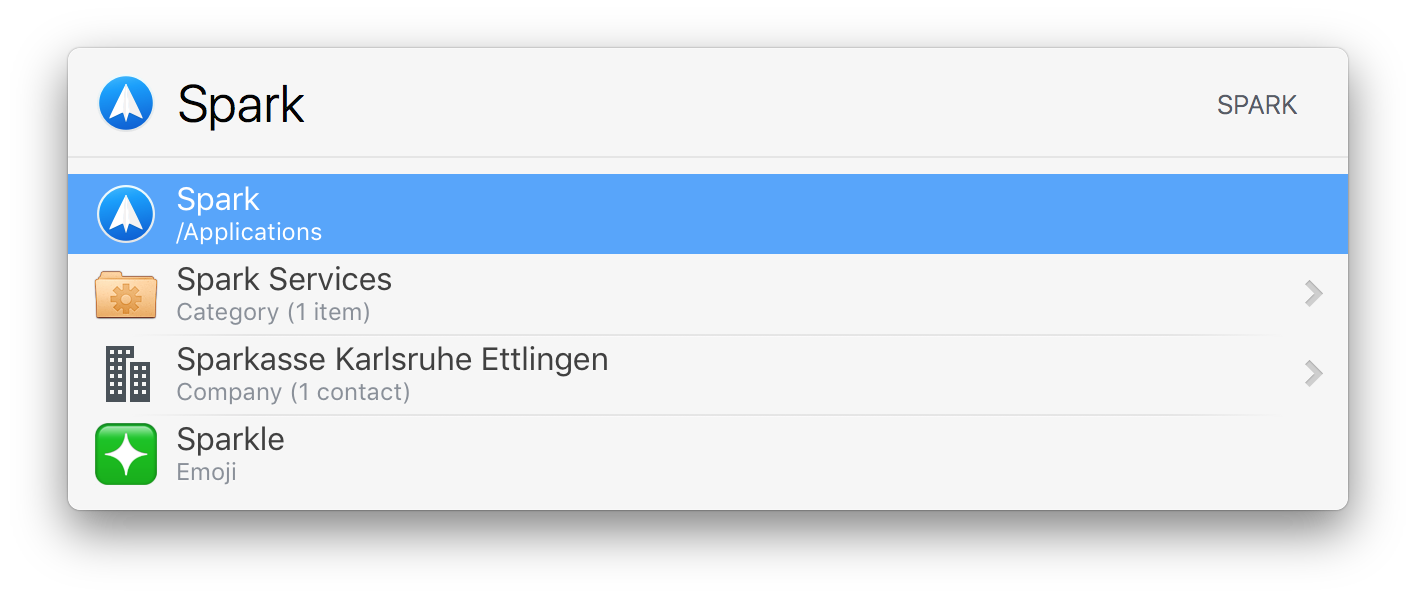 Spark
SPARK
Spark
/Applications
Spark Services
Category (1 item)
Sparkasse Karlsruhe Ettlingen
Company (1 contact)
Sparkle
Emoji